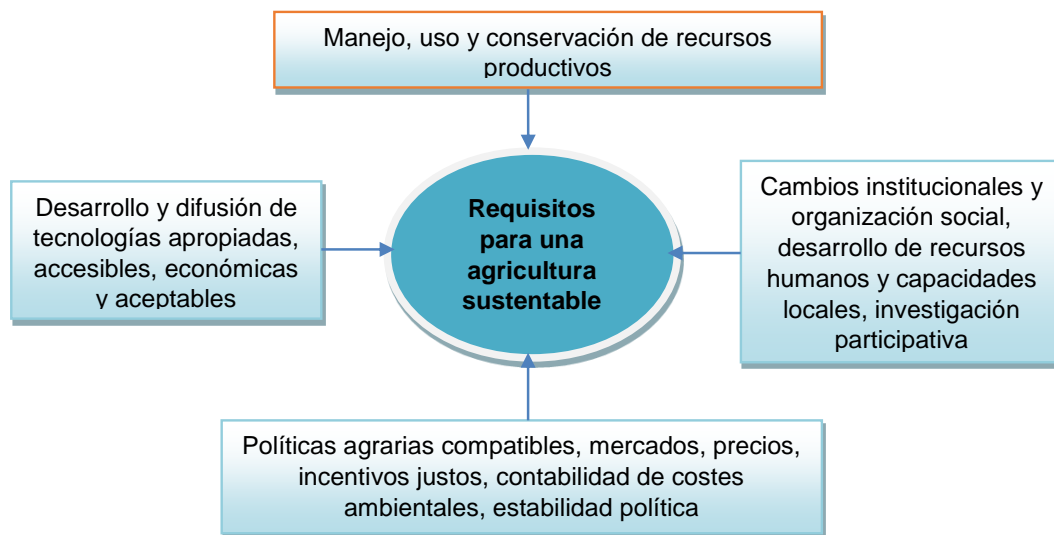 Manejo, uso y conservación de recursos
productivos
Desarrollo y difusión de
tecnologías apropiadas,
accesibles, económicas
y aceptables
Requisitos
para una
agricultura
sustentable
Cambios institucionales y
organización social,
desarrollo de recursos
humanos y capacidades
locales, investigación
participativa
Políticas agrarias compatibles, mercados, precios,
incentivos justos, contabilidad de costes
ambientales, estabilidad política